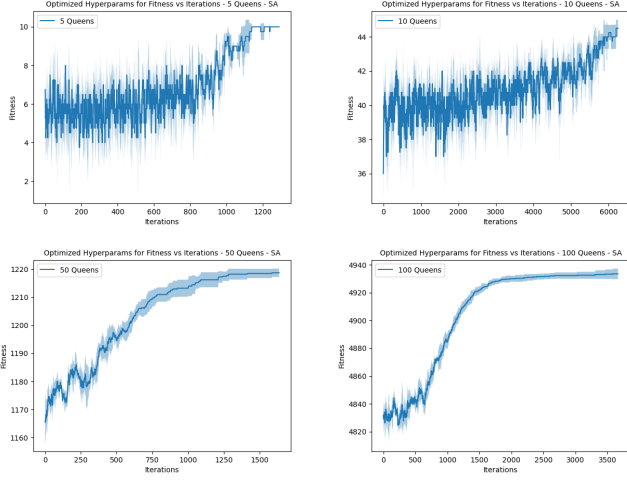 Optimized Hyperparams for Fitness vs Iterations - 5 Queens - SA
5 Queens
10
8
6
4
2
Fitness
0 200 400 600 800 1000 1200
Iterations
Optimized Hyperparams for Fitness vs Iterations - 10 Queens - SA
10 Queens
44
42
40
38
36
Fitness
0 1000 2000 3000 4000 5000 6000
Iterations
Optimized Hyperparams for Fitness vs Iterations - 50 Queens - SA
50 Queens
1220
1210
1200
1190
1180
1170
1160
Fitness
0 250 500 750 1000 1250 1500
Iterations
Optimized Hyperparams for Fitness vs Iterations - 100 Queens - SA
100 Queens
4940
4920
4900
4880
4860
4840
4820
Fitness
0 500 1000 1500 2000 2500 3000 3500
Iterations